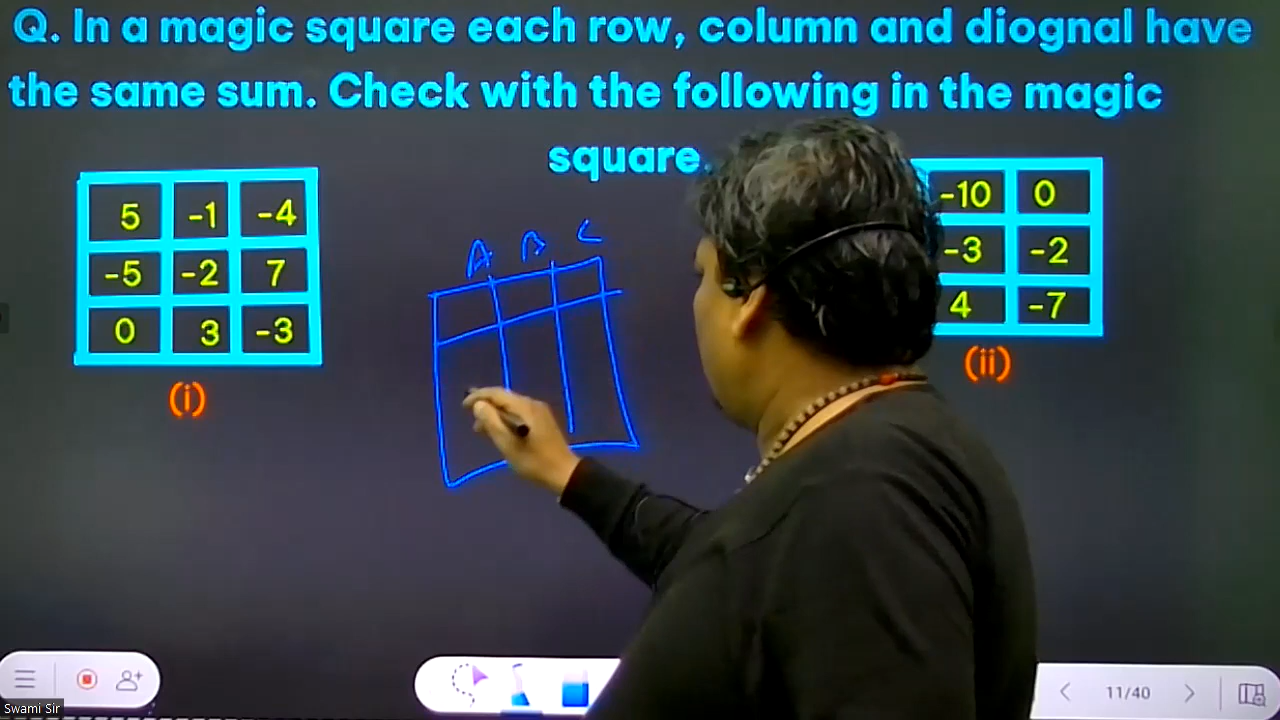 Q. In a magic square each row, column and diognal have
the same sum. Check with the following in the magic
square.
5 -1 -4
-5 -2 7
0 3 -3
(i)
A B C
-10 0
-3 -2
4 -7
(ii)
11/40
Swami Sir